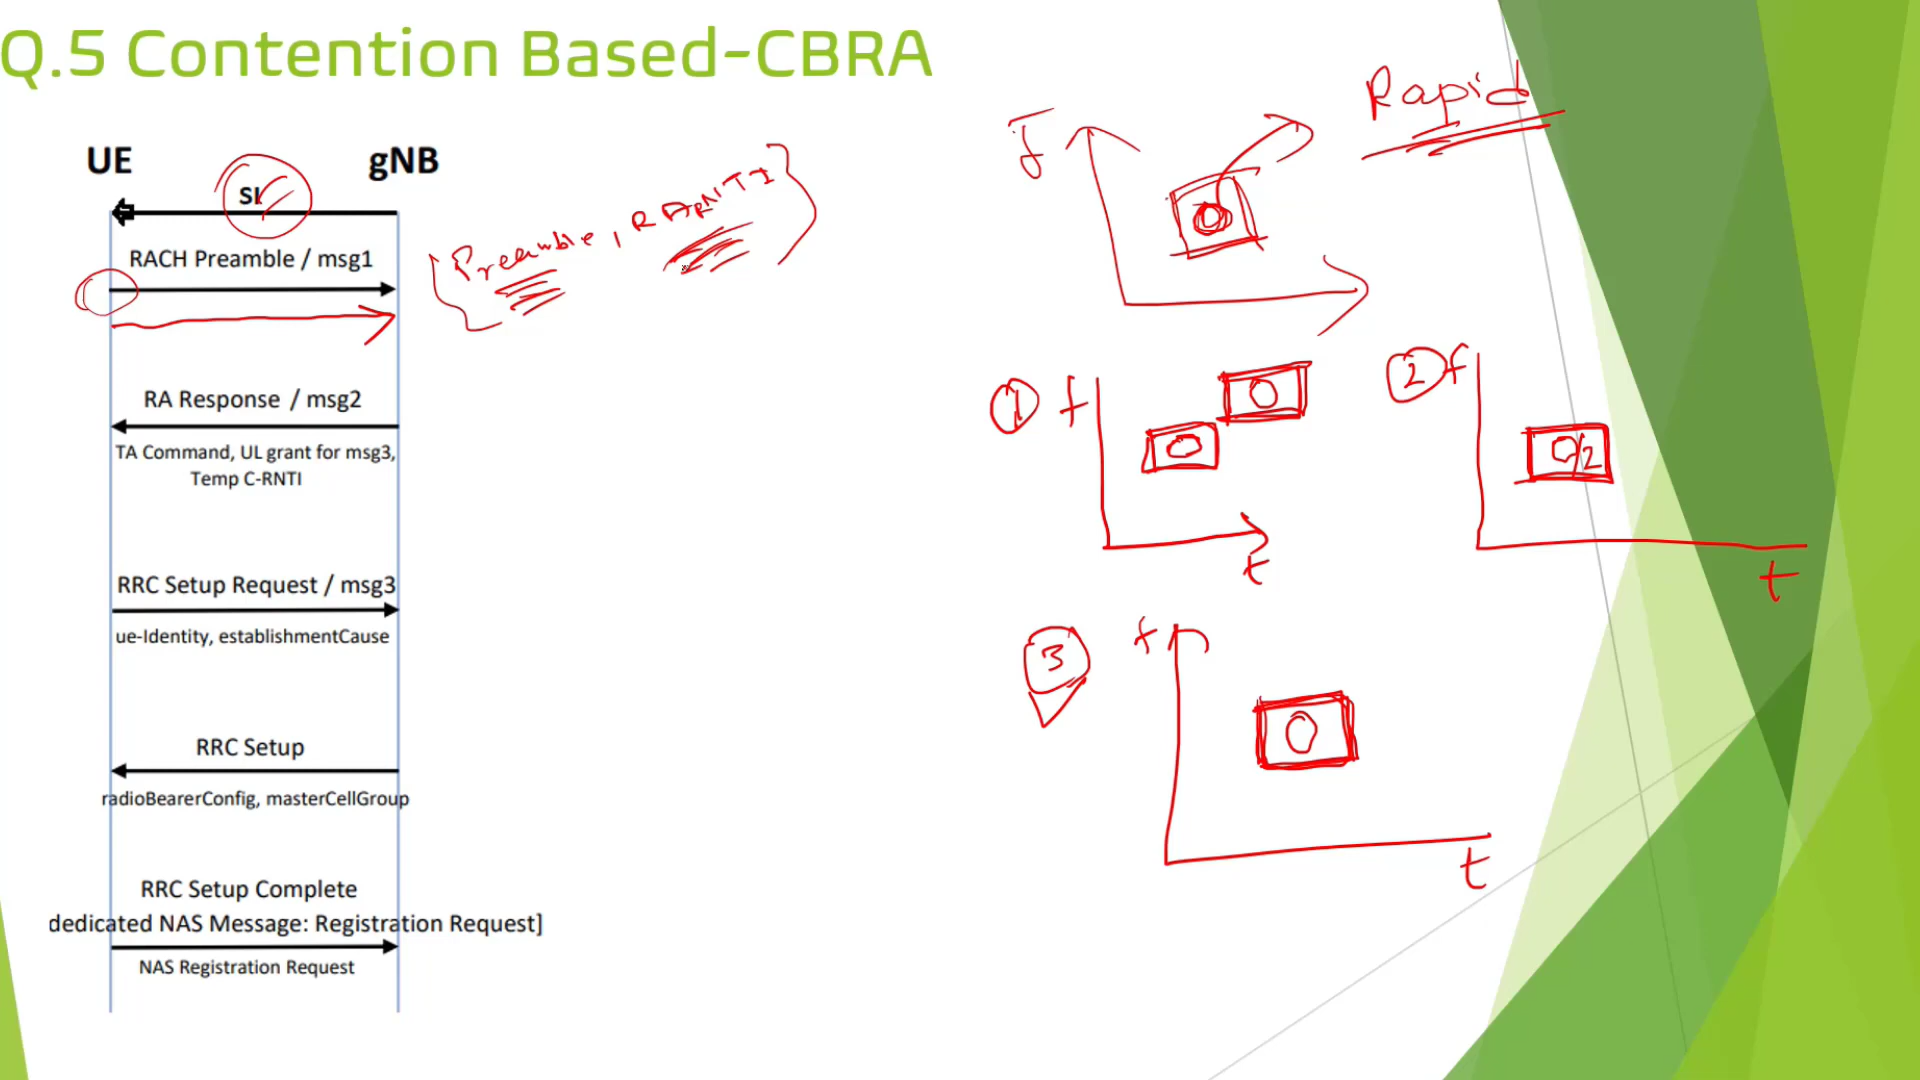 Q.5 Contention Based-CBRA
UE gNB
SI
RACH Preamble / msg1
Preamble, RARNTI
RA Response / msg2
TA Command, UL grant for msg3,
Temp C-RNTI
RRC Setup Request / msg3
ue-Identity, establishmentCause
RRC Setup
radioBearerConfig, masterCellGroup
RRC Setup Complete
dedicated NAS Message: Registration Request]
NAS Registration Request
Rapid
f
1 f
t
2 f
t
3 f
t